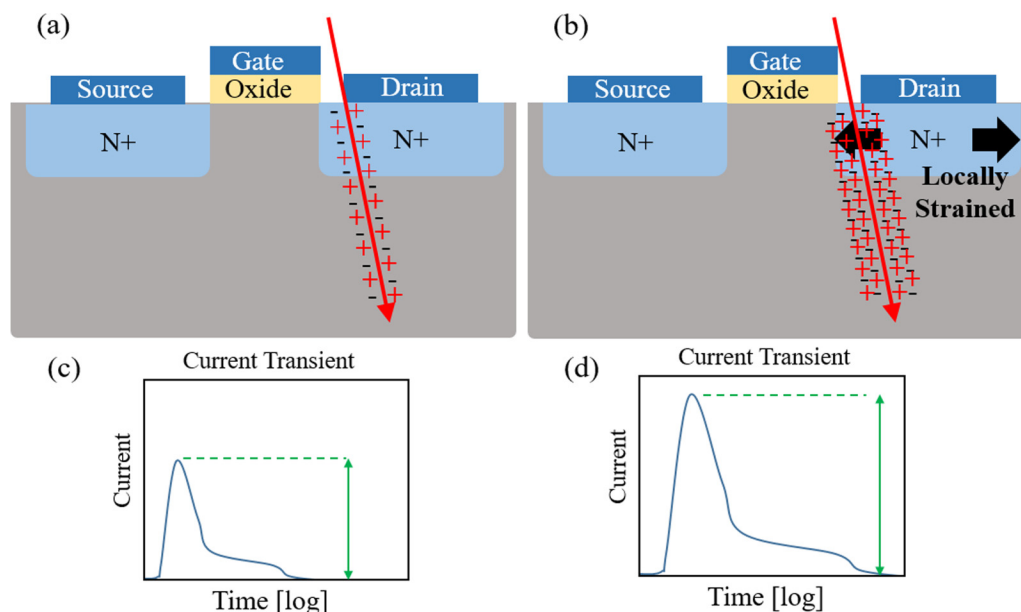 (a)
Gate
Source
Oxide
Drain
N+
N+
(b)
Gate
Source
Oxide
Drain
N+
N+
Locally
Strained
(c)
Current Transient
Current
Time [log]
(d)
Current Transient
Current
Time [log]